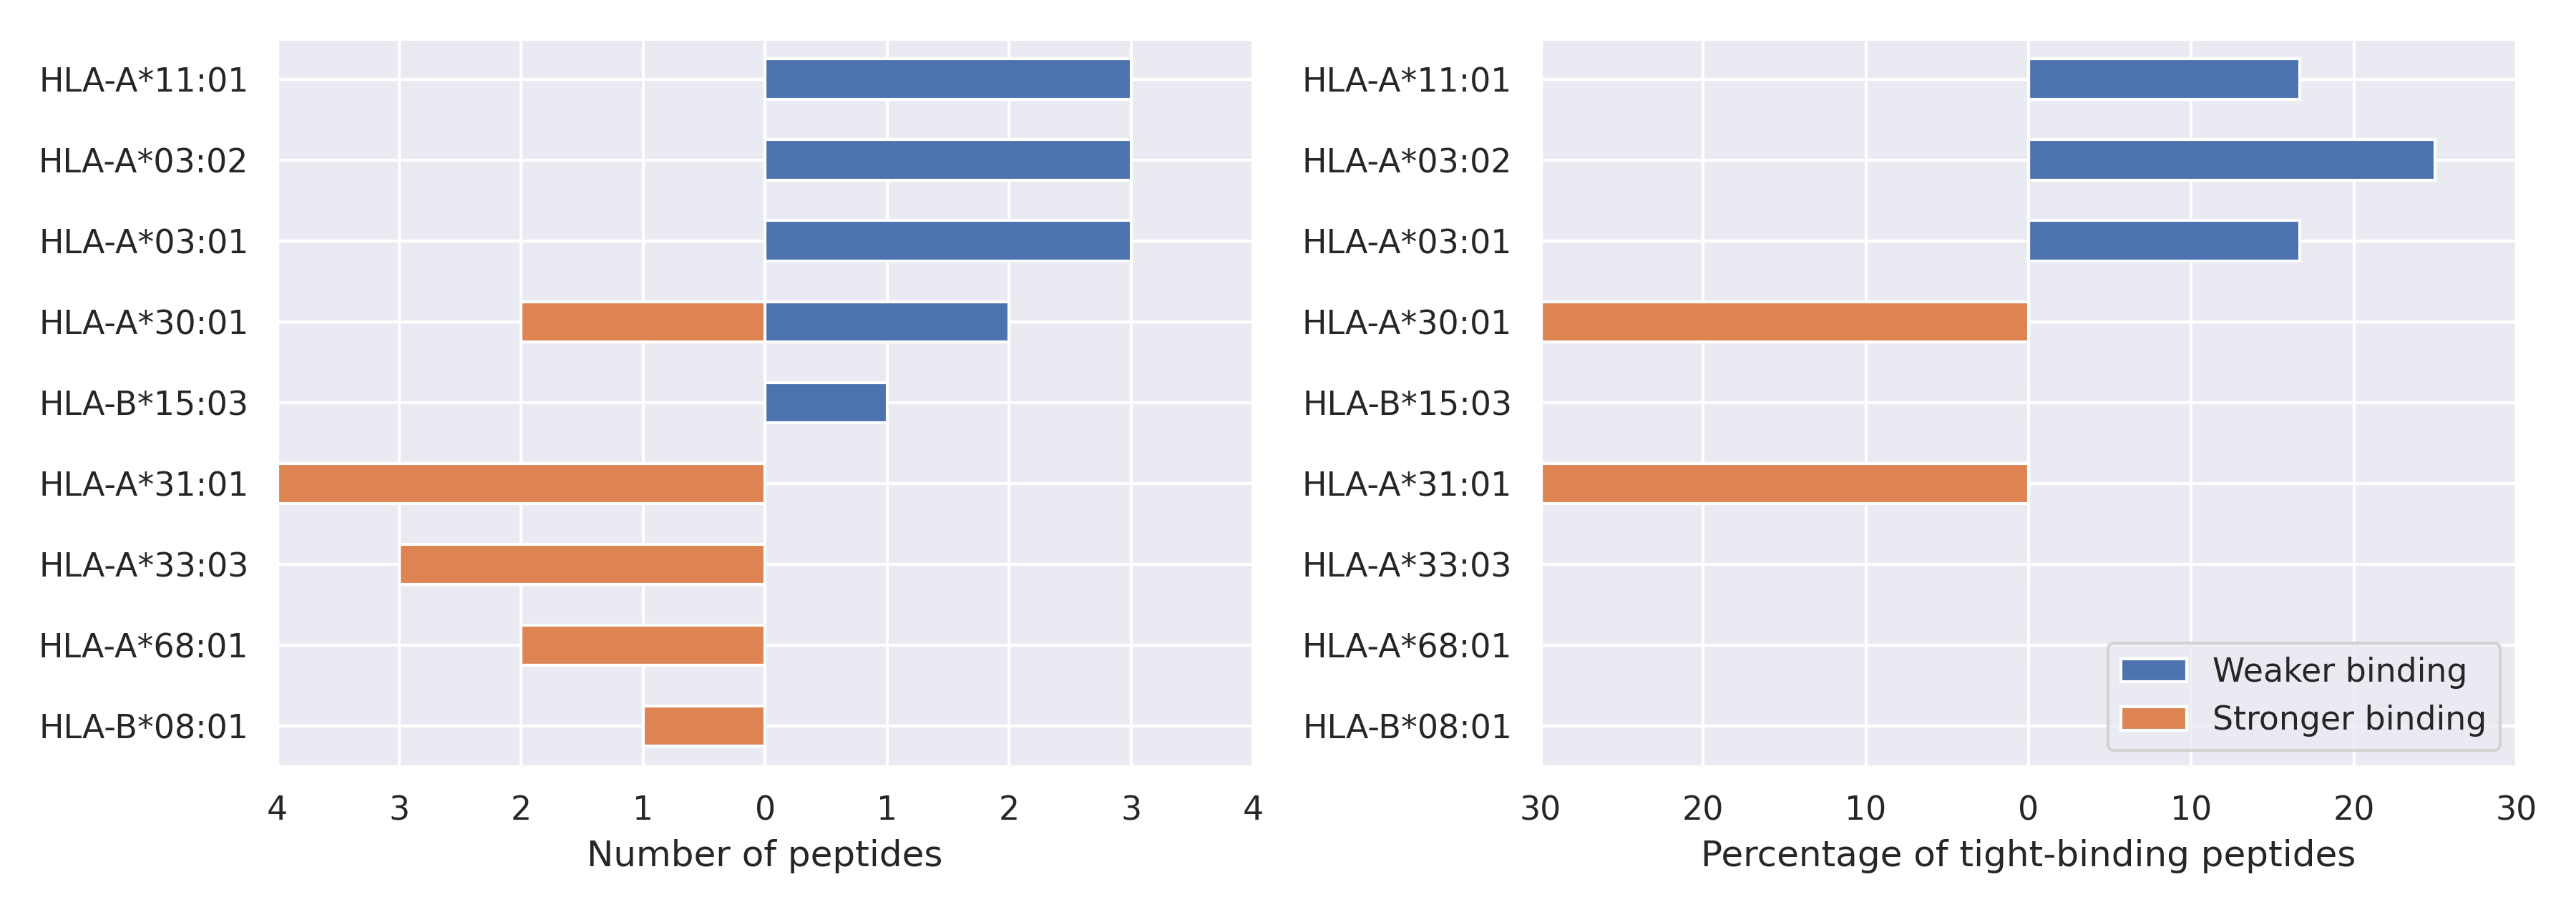 HLA-A*11:01
HLA-A*03:02
HLA-A*03:01
HLA-A*30:01
HLA-B*15:03
HLA-A*31:01
HLA-A*33:03
HLA-A*68:01
HLA-B*08:01
4 3 2 1 0 1 2 3 4
Number of peptides
HLA-A*11:01
HLA-A*03:02
HLA-A*03:01
HLA-A*30:01
HLA-B*15:03
HLA-A*31:01
HLA-A*33:03
HLA-A*68:01
HLA-B*08:01
Weaker binding
Stronger binding
30 20 10 0 10 20 30
Percentage of tight-binding peptides